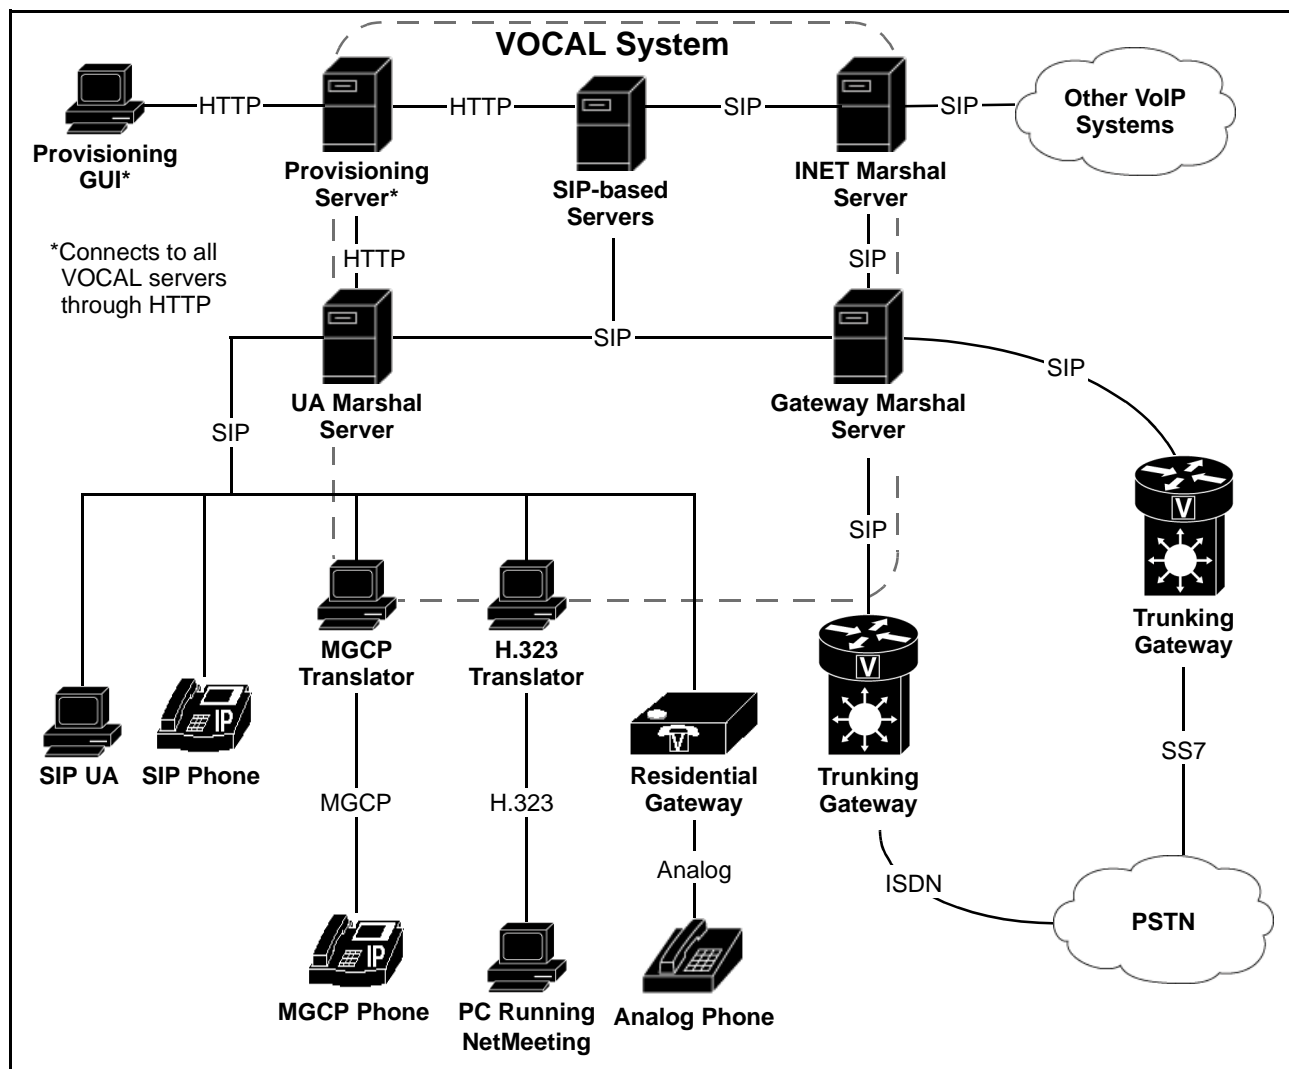 VOCAL System
HTTP
HTTP
SIP
SIP
Other VoIP
Systems
Provisioning
GUI*
Provisioning
Server*
SIP-based
Servers
INET Marshal
Server
*Connects to all
VOCAL servers
through HTTP
HTTP
SIP
SIP
SIP
UA Marshal
Server
Gateway Marshal
Server
SIP
SIP
V
MGCP
Translator
H.323
Translator
V
Trunking
Gateway
IP
V
SIP UA
SIP Phone
Residential
Gateway
Trunking
Gateway
SS7
MGCP
H.323
Analog
ISDN
PSTN
IP
MGCP Phone
PC Running
NetMeeting
Analog Phone